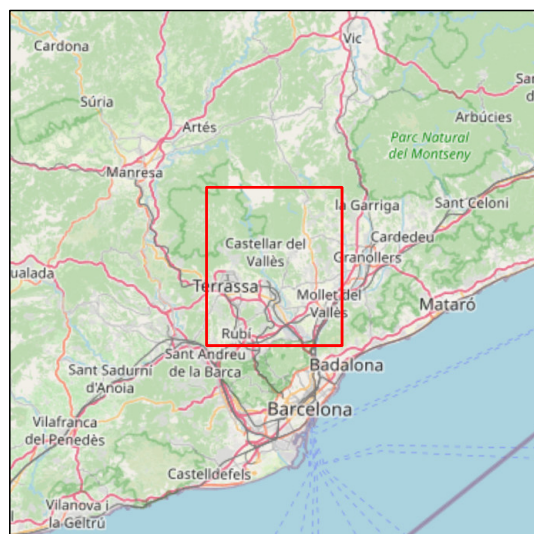 Cardona
Vic
Súria
Arbúcies
Artés
Parc Natural
del Montseny
Manresa
la Garriga
Sant Celoni
Castellar del
Vallès
Cardedeu
Granollers
Terrassa
Mollet del
Vallès
Mataró
Rubí
Sant Andreu
de la Barca
Badalona
Sant Sadurní
d'Anoia
Barcelona
Vilafranca
del Penedès
Castelldefels
Vilanova i
la Geltrú